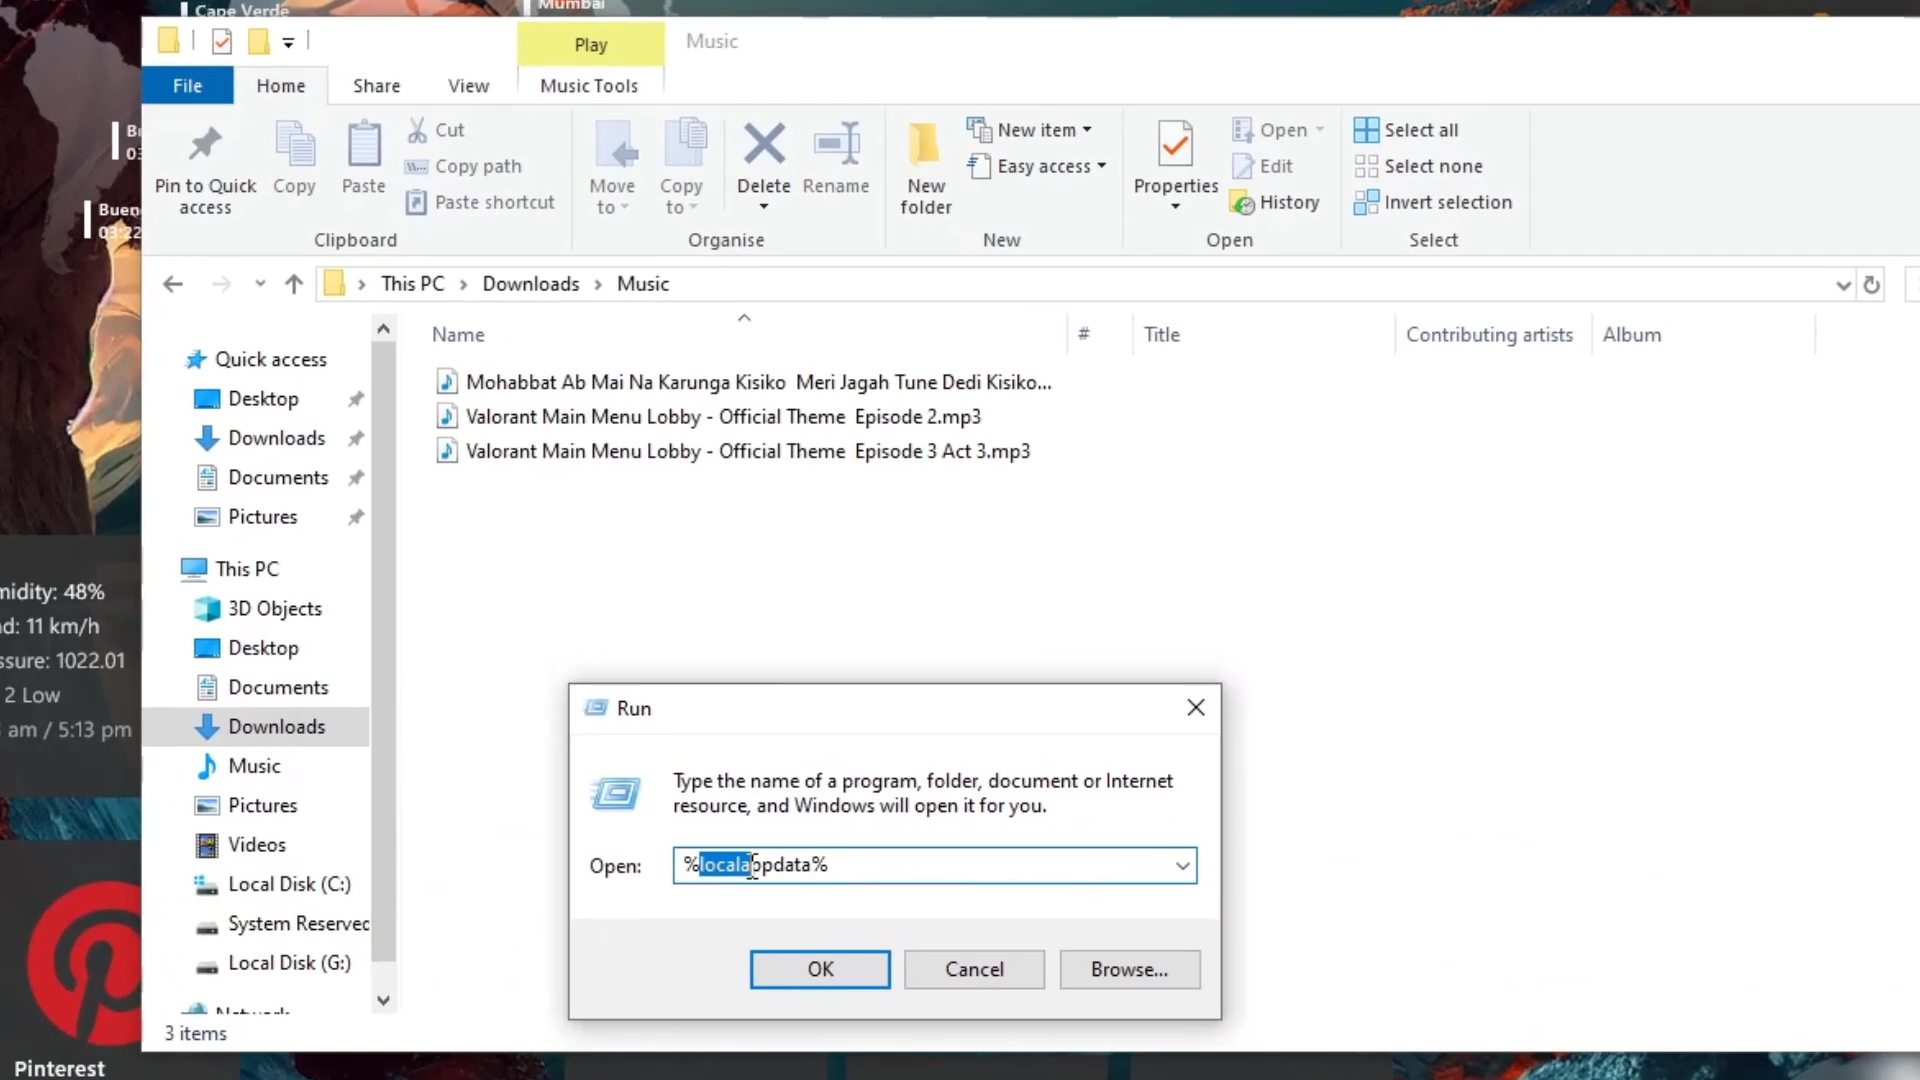 Cape Verde
Mumbai
Play
Music
File
Home
Share
View
Music Tools
Pin to Quick access
Copy
Paste
Cut
Copy path
Paste shortcut
Clipboard
Move to
Copy to
Delete
Rename
Organise
New folder
New item
Easy access
New
Properties
Open
Edit
History
Open
Select all
Select none
Invert selection
Select
03:22
This PC
Downloads
Music
Name
#
Title
Contributing artists
Album
Quick access
Desktop
Downloads
Documents
Pictures
This PC
3D Objects
Desktop
Documents
Downloads
Music
Pictures
Videos
Local Disk (C:)
System Reserved
Local Disk (G:)
Network
Mohabbat Ab Mai Na Karunga Kisiko  Meri Jagah Tune Dedi Kisiko...
Valorant Main Menu Lobby - Official Theme  Episode 2.mp3
Valorant Main Menu Lobby - Official Theme  Episode 3 Act 3.mp3
midity: 48%
nd: 11 km/h
ssure: 1022.01
2 Low
am / 5:13 pm
Run
Type the name of a program, folder, document or Internet
resource, and Windows will open it for you.
Open:
%localappdata%
OK
Cancel
Browse...
3 items
Pinterest